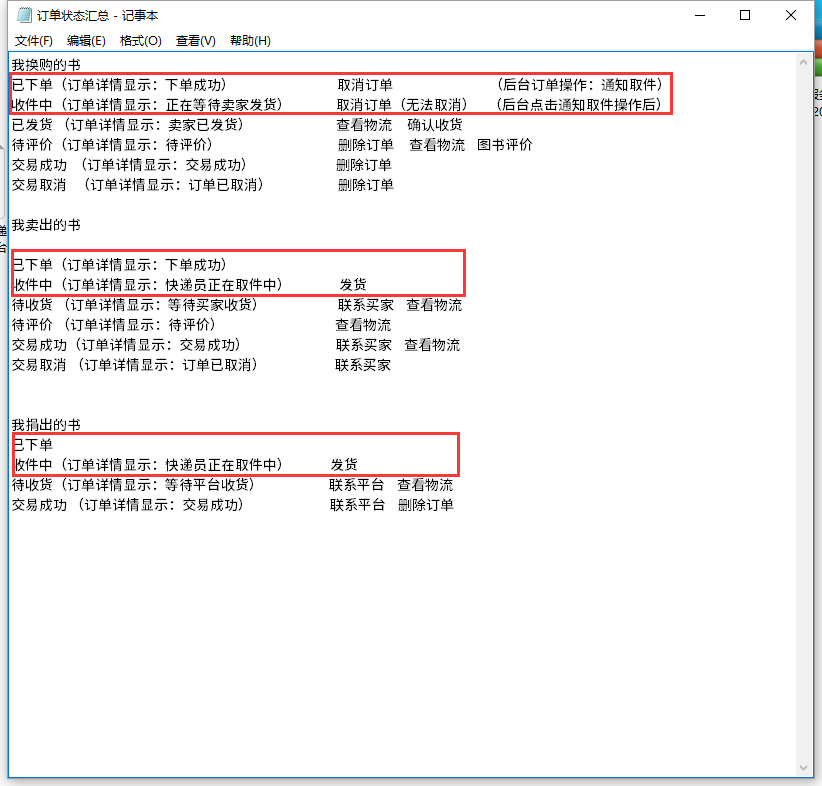 订单状态汇总 - 记事本
文件(F) 编辑(E) 格式(O) 查看(V) 帮助(H)
我换购的书
已下单（订单详情显示：下单成功） 取消订单 （后台订单操作：通知取件）
收件中（订单详情显示：正在等待卖家发货） 取消订单（无法取消） （后台点击通知取件操作后）
已发货（订单详情显示：卖家已发货） 查看物流 确认收货
待评价（订单详情显示：待评价） 删除订单 查看物流 图书评价
交易成功 （订单详情显示：交易成功） 删除订单
交易取消 （订单详情显示：订单已取消） 删除订单
我卖出的书
已下单（订单详情显示：下单成功）
收件中（订单详情显示：快递员正在取件中） 发货
待收货 （订单详情显示：等待买家收货） 联系买家 查看物流
待评价 （订单详情显示：待评价） 查看物流
交易成功（订单详情显示：交易成功） 联系买家 查看物流
交易取消 （订单详情显示：订单已取消） 联系买家
我捐出的书
已下单
收件中（订单详情显示：快递员正在取件中） 发货
待收货（订单详情显示：等待平台收货） 联系平台 查看物流
交易成功 （订单详情显示：交易成功） 联系平台 删除订单